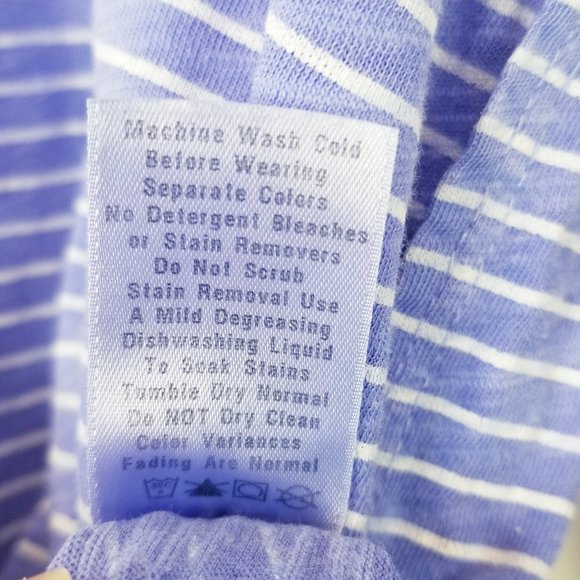 Machine Wash Cold
Before Wearing
Separate Colors
No Detergent Bleaches
or Stain Removers
Do Not Scrub
Stain Removal Use
A Mild Degreasing
Dishwashing Liquid
To Soak Stains
Tumble Dry Normal
Do NOT Dry Clean
Color Variances
Fading Are Normal